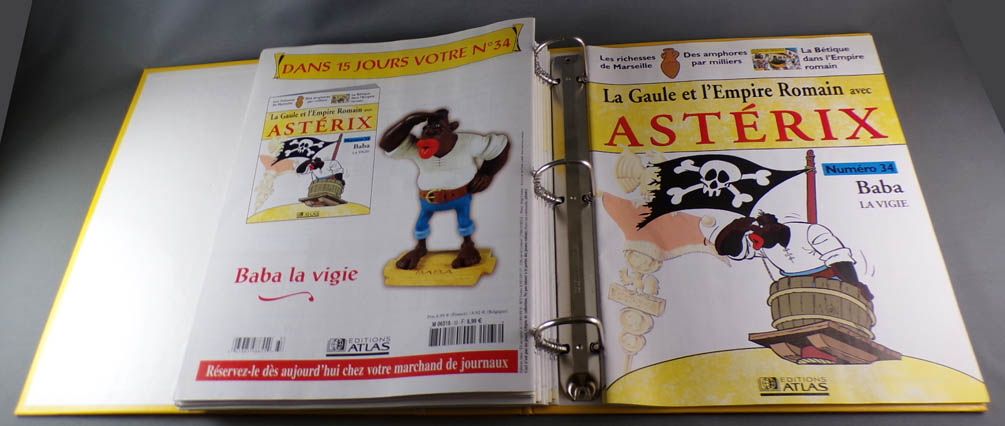 DANS 15 JOURS VOTRE N°34
La Gaule et l'Empire Romain avec
ASTÉRIX
Numéro 34
Baba
LA VIGIE
BABA
Baba la vigie
EDITIONS
ATLAS
Réservez-le dès aujourd'hui chez votre marchand de journaux
Les richesses
de Marseille
Des amphores
par milliers
La Bétique
dans l'Empire
romain
La Gaule et l'Empire Romain avec
ASTÉRIX
Numéro 34
Baba
LA VIGIE
EDITIONS
ATLAS